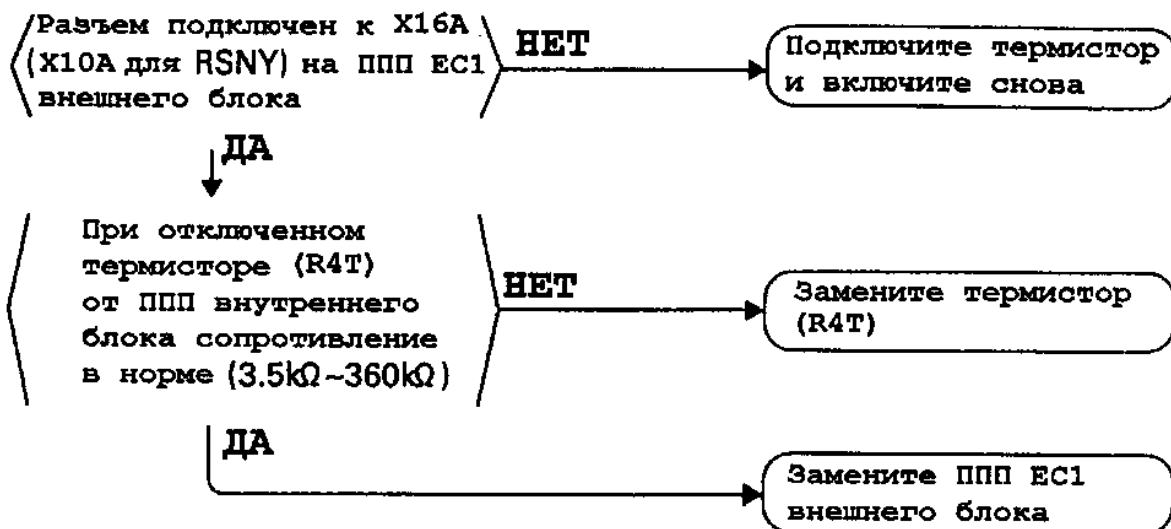 Разъем подключен к X16A
(X10A для RSNY) на ППП EC1
внешнего блока
НЕТ
Подключите термистор
и включите снова
ДА
При отключенном
термисторе (R4T)
от ППП внутреннего
блока сопротивление
в норме (3.5kΩ~360kΩ)
НЕТ
Замените термистор
(R4T)
ДА
Замените ППП EC1
внешнего блока